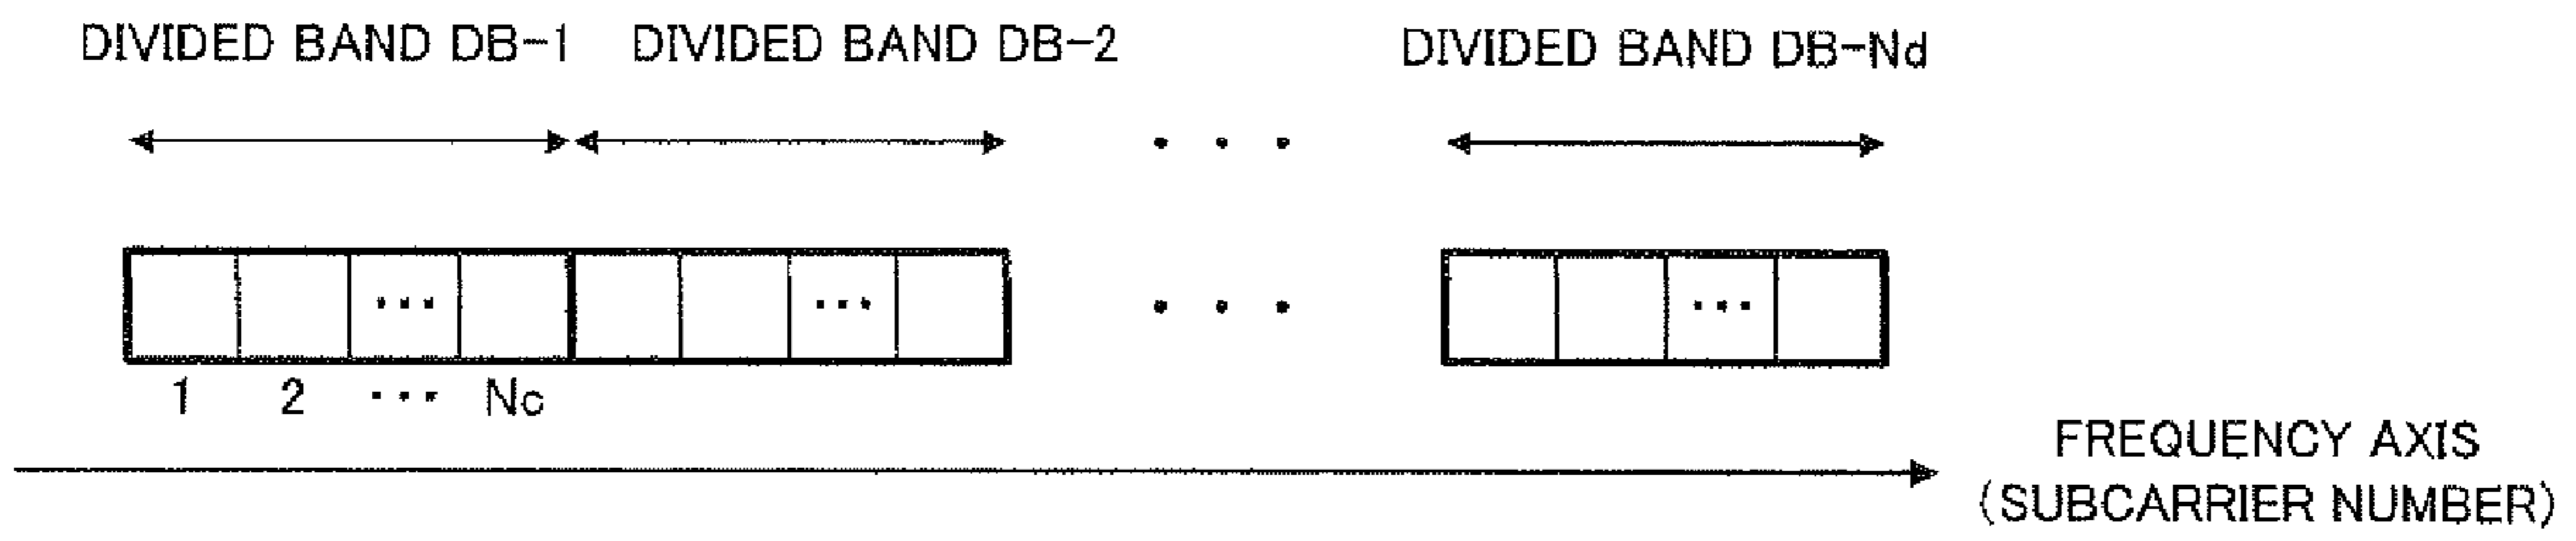 DIVIDED BAND DB-1 DIVIDED BAND DB-2 DIVIDED BAND DB-Nd
. . .
... ... . . . ...
1 2 ... Nc
FREQUENCY AXIS
(SUBCARRIER NUMBER)